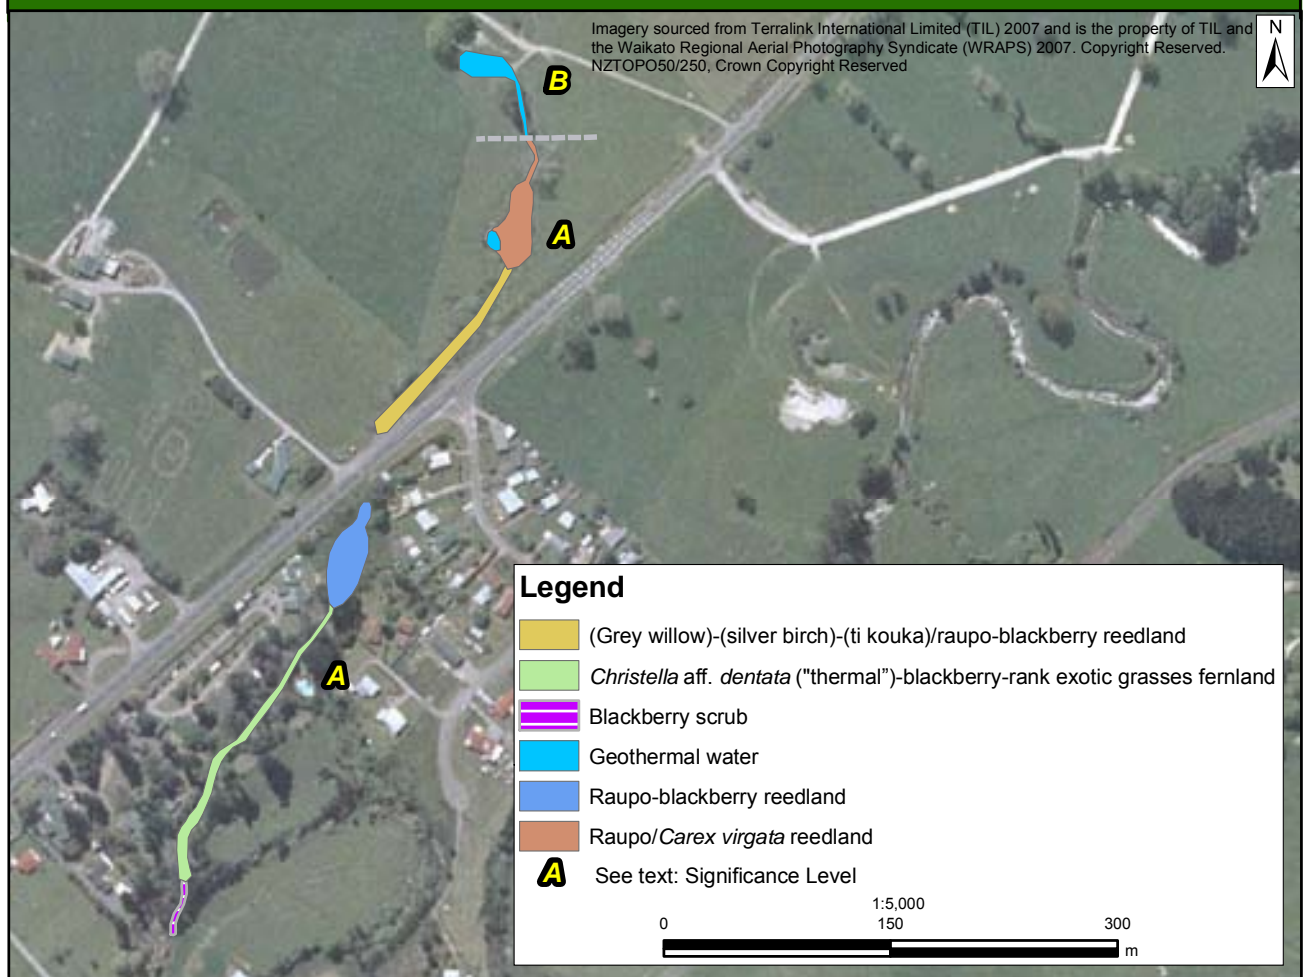 Imagery sourced from Terralink International Limited (TIL) 2007 and is the property of TIL and
the Waikato Regional Aerial Photography Syndicate (WRAPS) 2007. Copyright Reserved.
NZTOPO50/250, Crown Copyright Reserved
N
B
A
A
Legend
(Grey willow)-(silver birch)-(ti kouka)/raupo-blackberry reedland
Christella aff. dentata ("thermal”)-blackberry-rank exotic grasses fernland
Blackberry scrub
Geothermal water
Raupo-blackberry reedland
Raupo/Carex virgata reedland
A See text: Significance Level
1:5,000
0 150 300
m